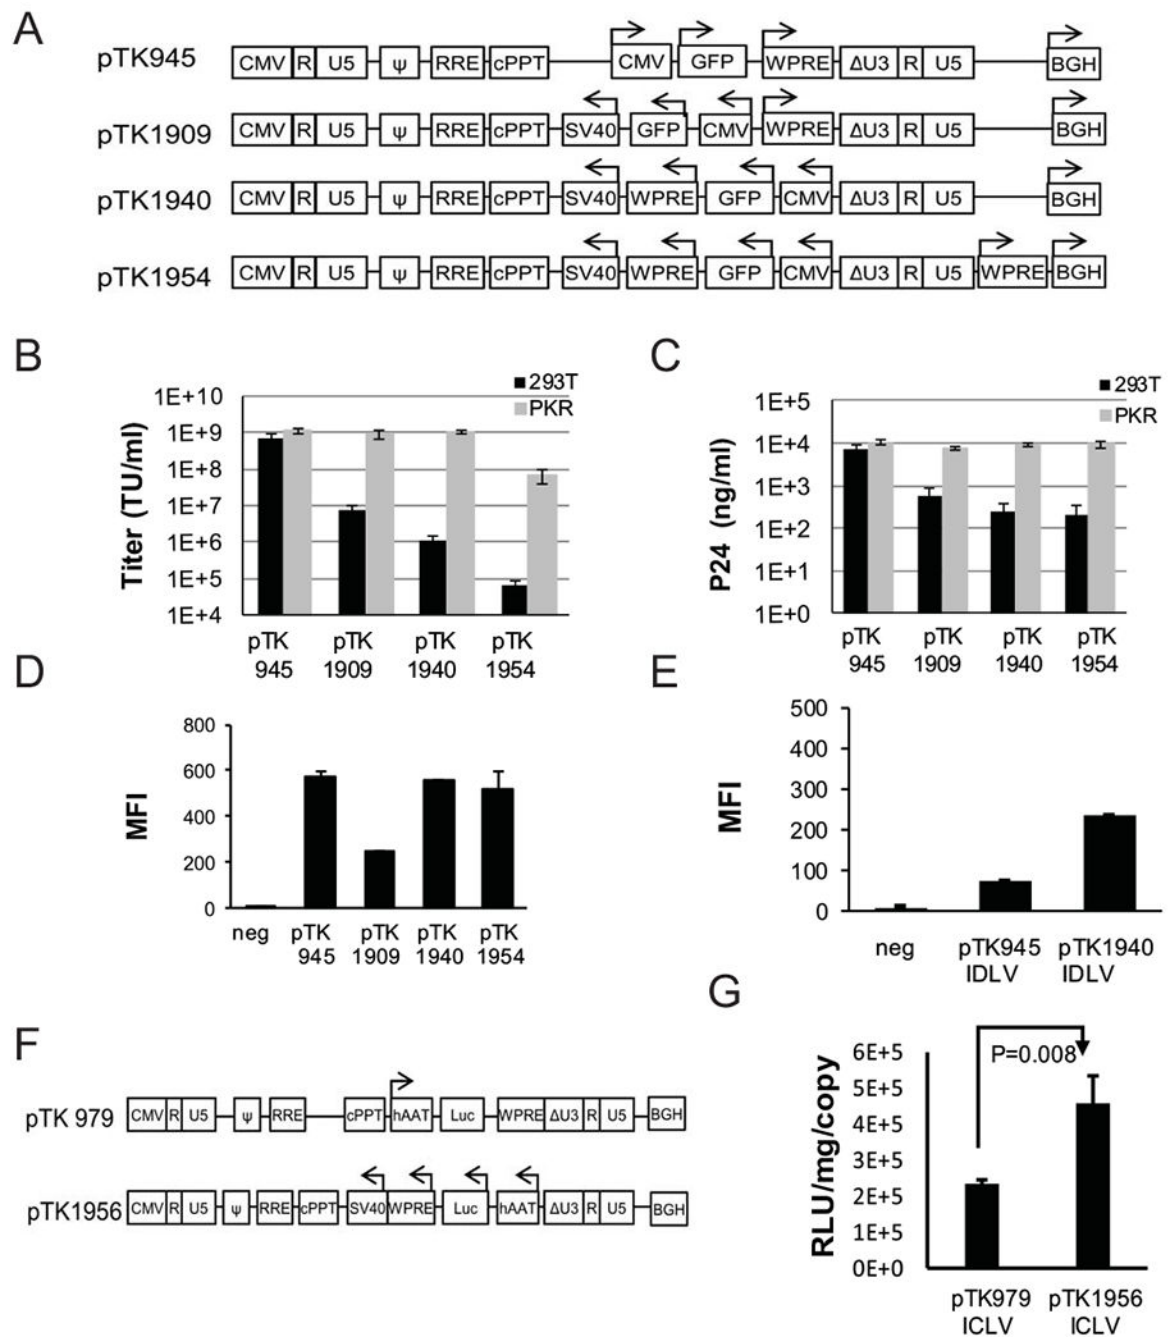 A
pTK945
CMV R U5 ψ RRE cPPT CMV GFP WPRE ΔU3 R U5 BGH
pTK1909
CMV R U5 ψ RRE cPPT SV40 GFP CMV WPRE ΔU3 R U5 BGH
pTK1940
CMV R U5 ψ RRE cPPT SV40 WPRE GFP CMV ΔU3 R U5 BGH
pTK1954
CMV R U5 ψ RRE cPPT SV40 WPRE GFP CMV ΔU3 R U5 WPRE BGH
B
293T
PKR
Titer (TU/ml)
1E+10
1E+9
1E+8
1E+7
1E+6
1E+5
1E+4
pTK 945
pTK 1909
pTK 1940
pTK 1954
C
293T
PKR
P24 (ng/ml)
1E+5
1E+4
1E+3
1E+2
1E+1
1E+0
pTK 945
pTK 1909
pTK 1940
pTK 1954
D
MFI
800
600
400
200
0
neg
pTK 945
pTK 1909
pTK 1940
pTK 1954
E
MFI
500
400
300
200
100
0
neg
pTK945 IDLV
pTK1940 IDLV
F
pTK 979
CMV R U5 ψ RRE cPPT hAAT Luc WPRE ΔU3 R U5 BGH
pTK1956
CMV R U5 ψ RRE cPPT SV40 WPRE Luc hAAT ΔU3 R U5 BGH
G
P=0.008
RLU/mg/copy
6E+5
5E+5
4E+5
3E+5
2E+5
1E+5
0E+0
pTK979 ICLV
pTK1956 ICLV